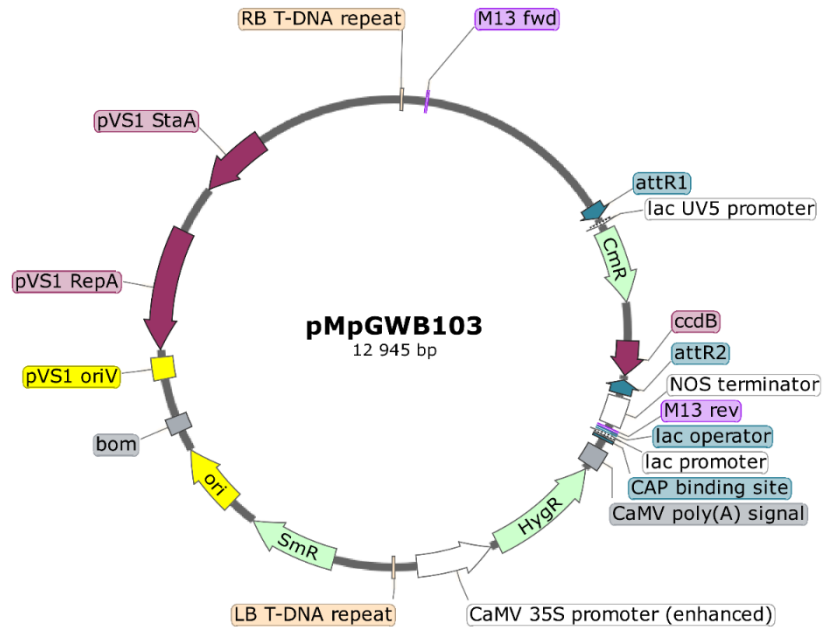 RB T-DNA repeat
M13 fwd
pVS1 StaA
attR1
lac UV5 promoter
CmR
pVS1 RepA
pMpGWB103
12 945 bp
ccdB
attR2
pVS1 oriV
NOS terminator
M13 rev
lac operator
bom
lac promoter
CAP binding site
ori
HygR
CaMV poly(A) signal
SmR
LB T-DNA repeat
CaMV 35S promoter (enhanced)